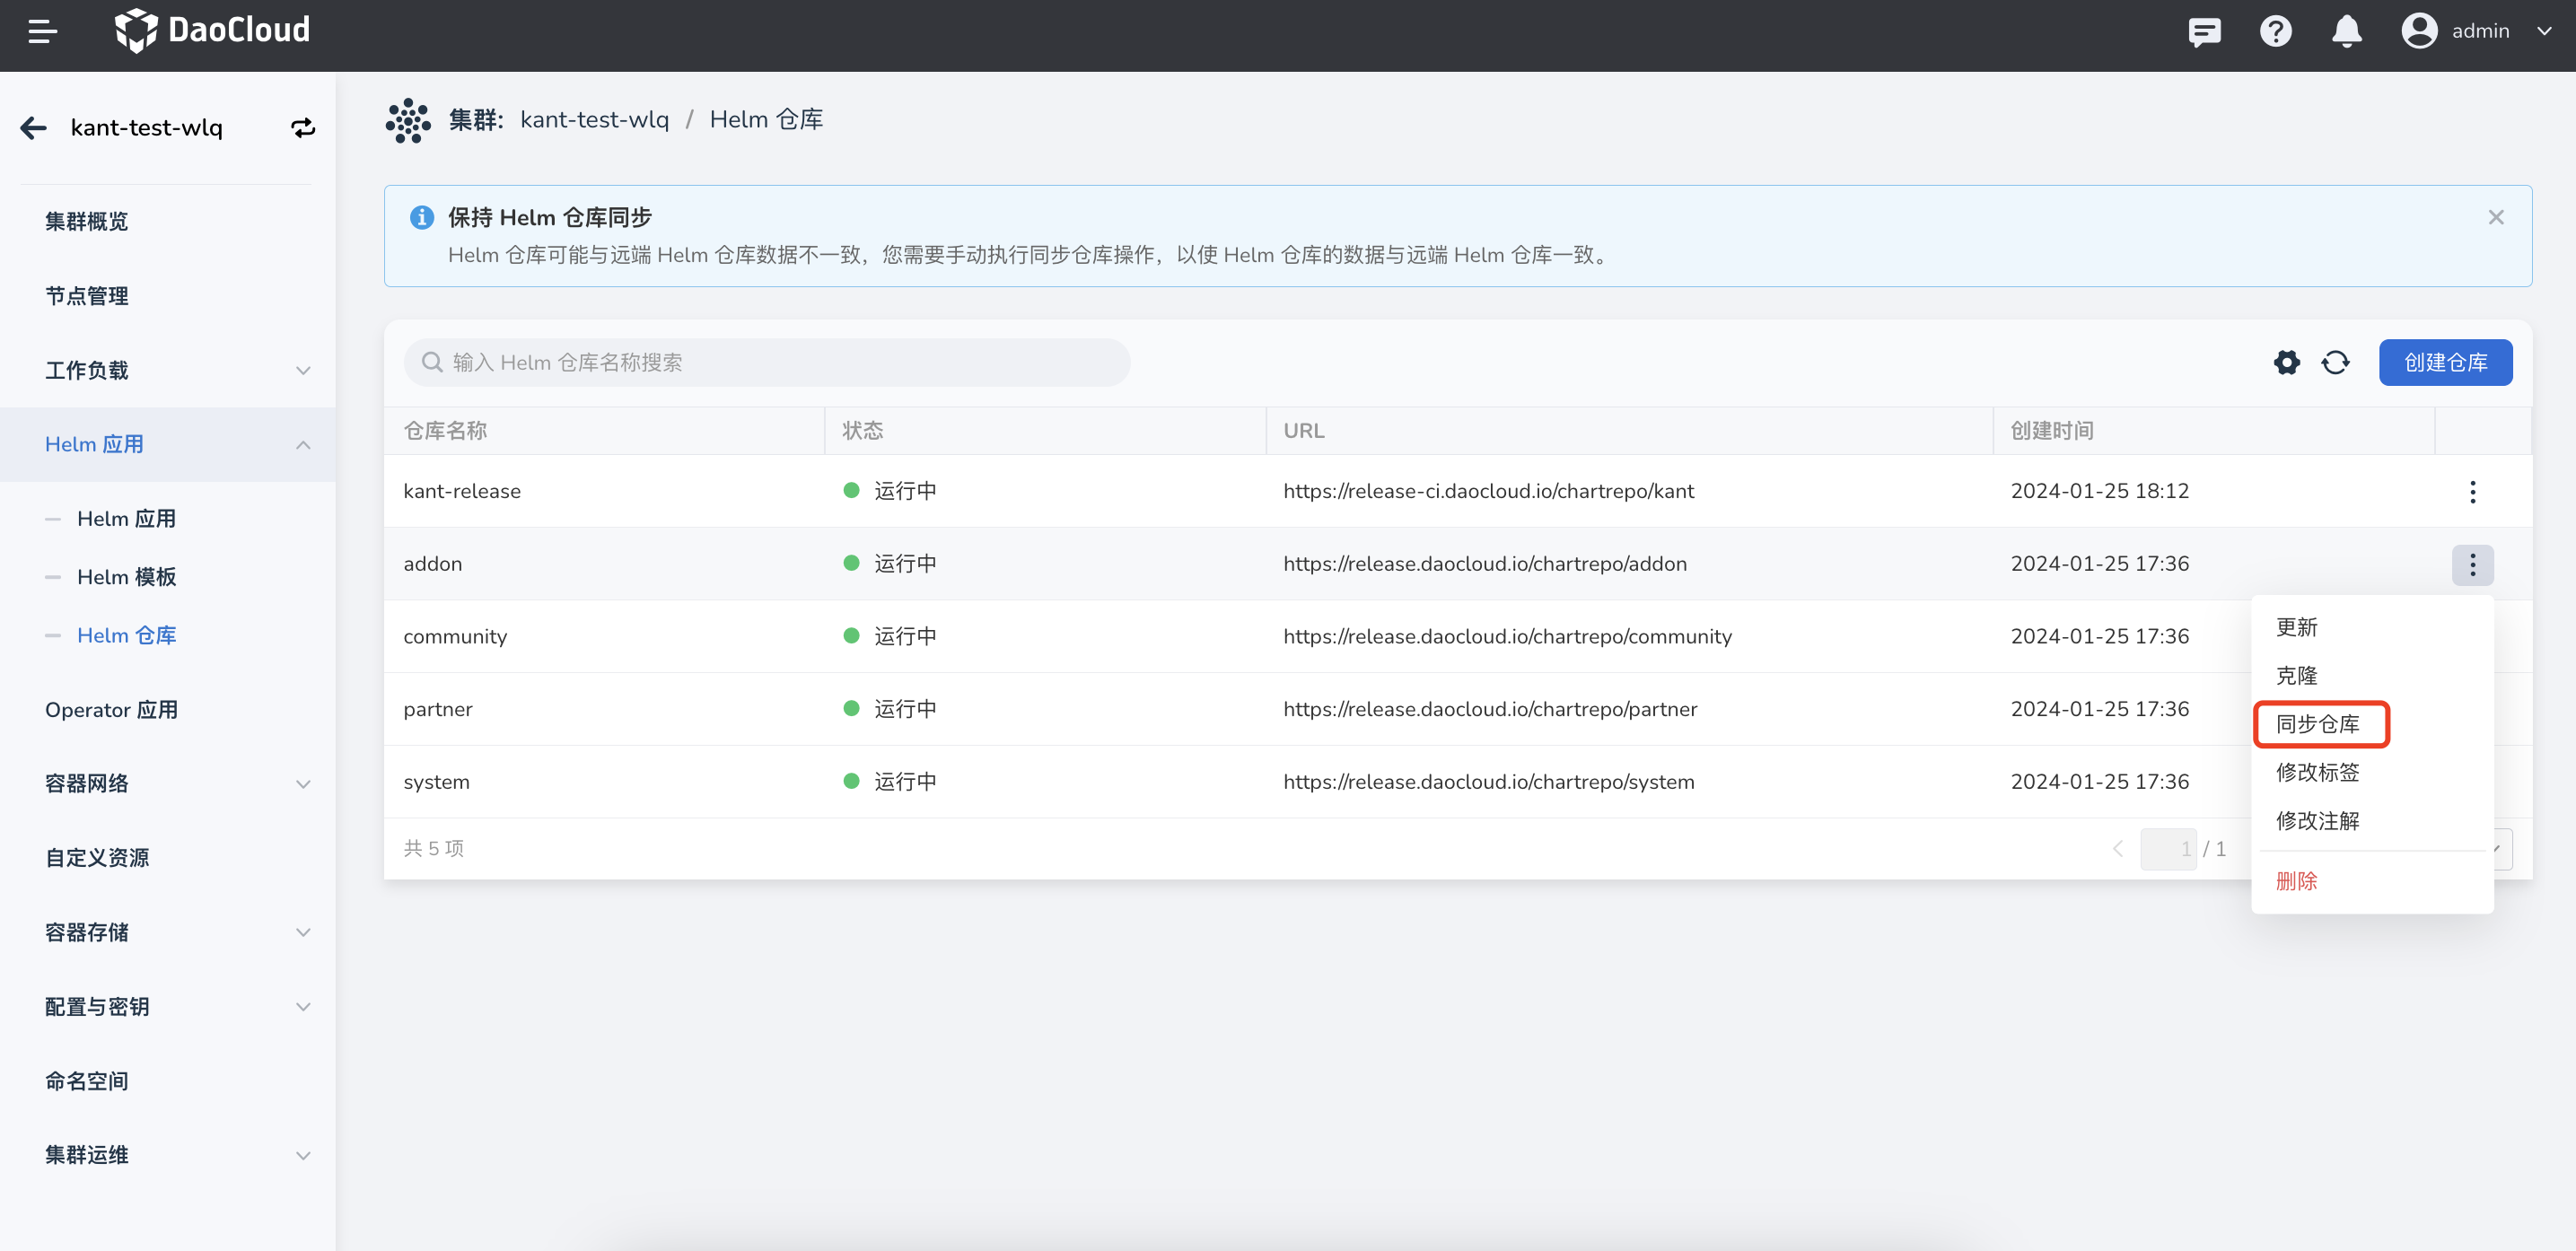 DaoCloud
admin
kant-test-wlq
集群概览
节点管理
工作负载
Helm 应用
Helm 应用
Helm 模板
Helm 仓库
Operator 应用
容器网络
自定义资源
容器存储
配置与密钥
命名空间
集群运维
集群: kant-test-wlq / Helm 仓库
保持 Helm 仓库同步
Helm 仓库可能与远端 Helm 仓库数据不一致，您需要手动执行同步仓库操作，以使 Helm 仓库的数据与远端 Helm 仓库一致。
输入 Helm 仓库名称搜索
创建仓库
仓库名称 状态 URL 创建时间
kant-release 运行中 https://release-ci.daocloud.io/chartrepo/kant 2024-01-25 18:12
addon 运行中 https://release.daocloud.io/chartrepo/addon 2024-01-25 17:36
community 运行中 https://release.daocloud.io/chartrepo/community 2024-01-25 17:36
partner 运行中 https://release.daocloud.io/chartrepo/partner 2024-01-25 17:36
system 运行中 https://release.daocloud.io/chartrepo/system 2024-01-25 17:36
共 5 项
1 / 1
更新
克隆
同步仓库
修改标签
修改注解
删除